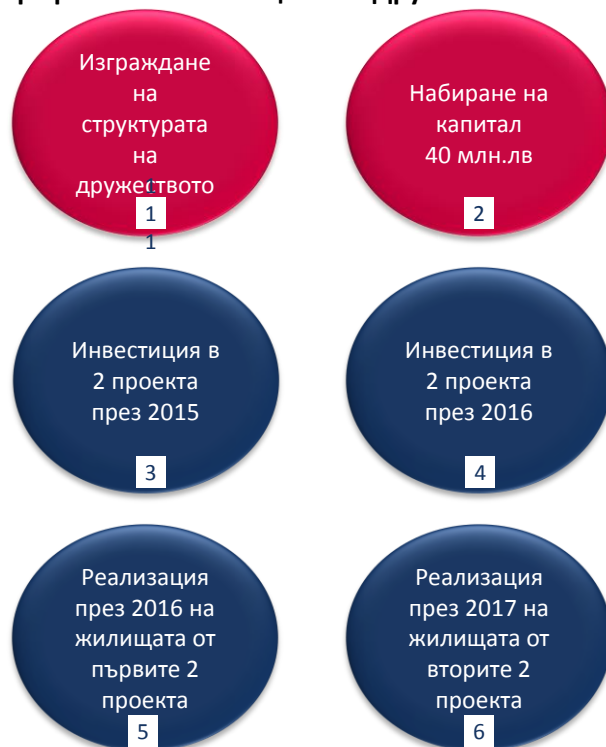 Изграждане
на
структурата
на
дружеството
1
1
1
Набиране на
капитал
40 млн.лв
2
Инвестиция в
2 проекта
през 2015
3
Инвестиция в
2 проекта
през 2016
4
Реализация
през 2016 на
жилищата от
първите 2
проекта
5
Реализация
през 2017 на
жилищата от
вторите 2
проекта
6